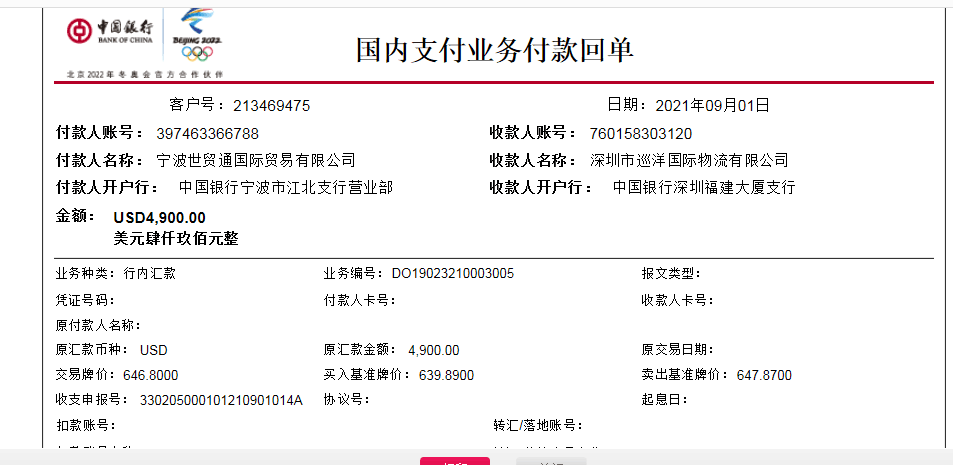 中国银行
BANK OF CHINA
BEIJING 2022
北京2022年冬奥会官方合作伙伴
国内支付业务付款回单
客户号：213469475 日期：2021年09月01日
付款人账号：397463366788 收款人账号：760158303120
付款人名称：宁波世贸通国际贸易有限公司 收款人名称：深圳市巡洋国际物流有限公司
付款人开户行：中国银行宁波市江北支行营业部 收款人开户行：中国银行深圳福建大厦支行
金额：USD4,900.00
美元肆仟玖佰元整
业务种类：行内汇款 业务编号：DO19023210003005 报文类型：
凭证号码： 付款人卡号： 收款人卡号：
原付款人名称：
原汇款币种：USD 原汇款金额：4,900.00 原交易日期：
交易牌价：646.8000 买入基准牌价：639.8900 卖出基准牌价：647.8700
收支申报号：330205000101210901014A 协议号： 起息日：
扣款账号： 转汇/落地账号：